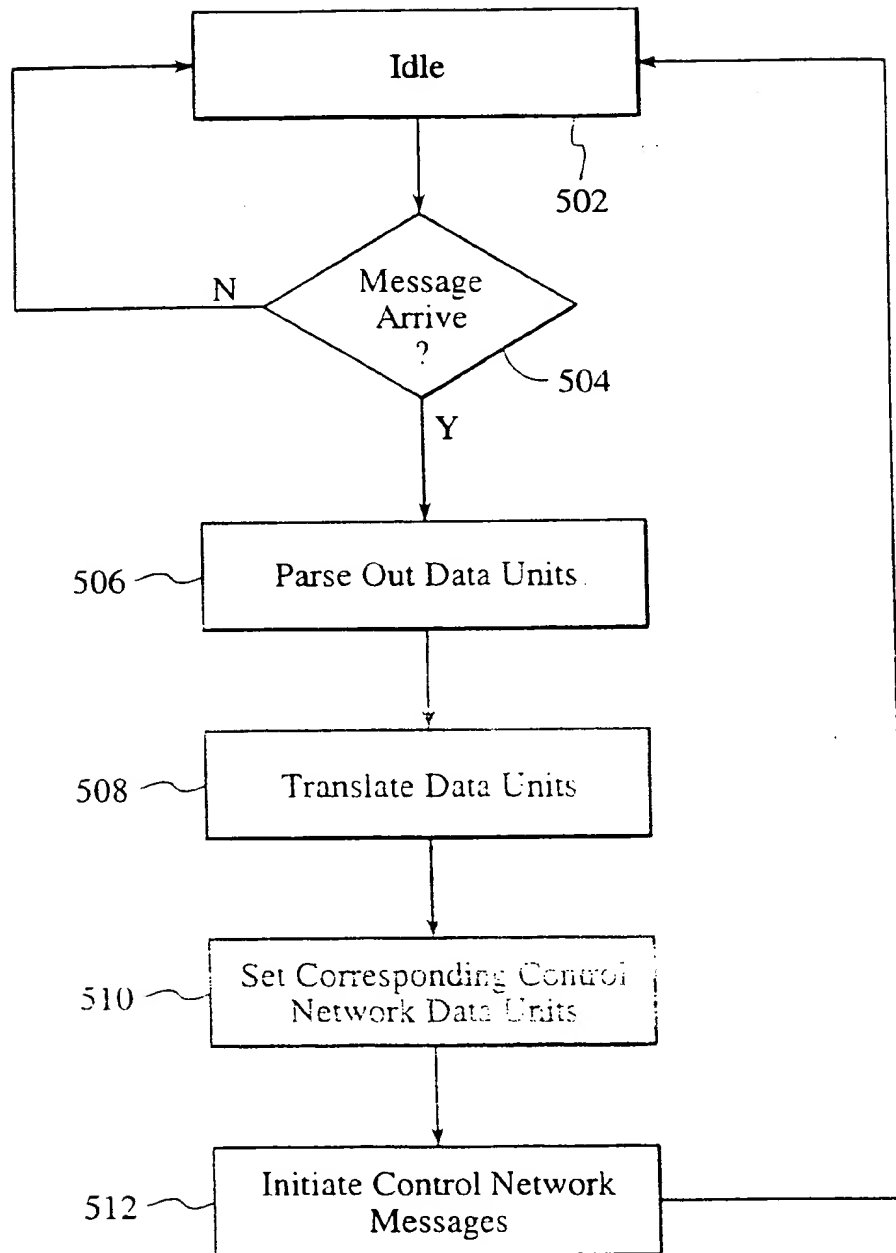 Idle
502
Message
Arrive
?
N
504
Y
506
Parse Out Data Units
508
Translate Data Units
510
Set Corresponding Control
Network Data Units
512
Initiate Control Network
Messages